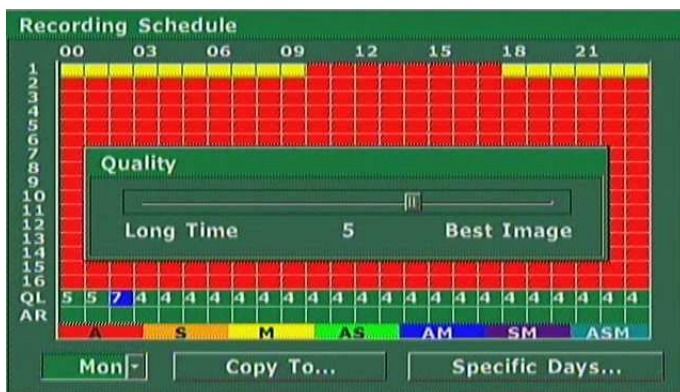 Recording Schedule
00 03 06 09 12 15 18 21
1
2
3
4
5
6
7
8
9
10
11
12
13
14
15
16
Quality
Long Time 5 Best Image
QL 5 5 7 4 4 4 4 4 4 4 4 4 4 4 4 4 4 4 4 4 4 4 4 4
AR
A S M AS AM SM ASM
Mon Copy To... Specific Days...